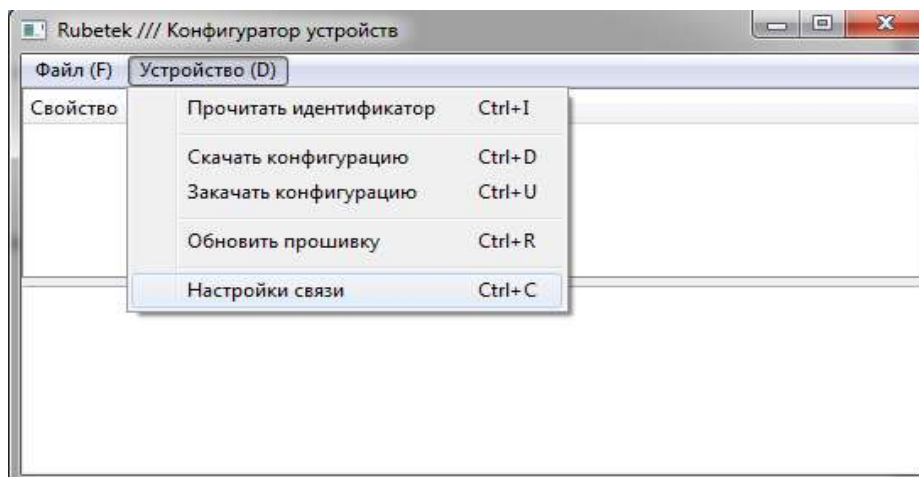 Rubetek /// Конфигуратор устройств
Файл (F) Устройство (D)
Свойство
Прочитать идентификатор Ctrl+I
Скачать конфигурацию Ctrl+D
Закачать конфигурацию Ctrl+U
Обновить прошивку Ctrl+R
Настройки связи Ctrl+C